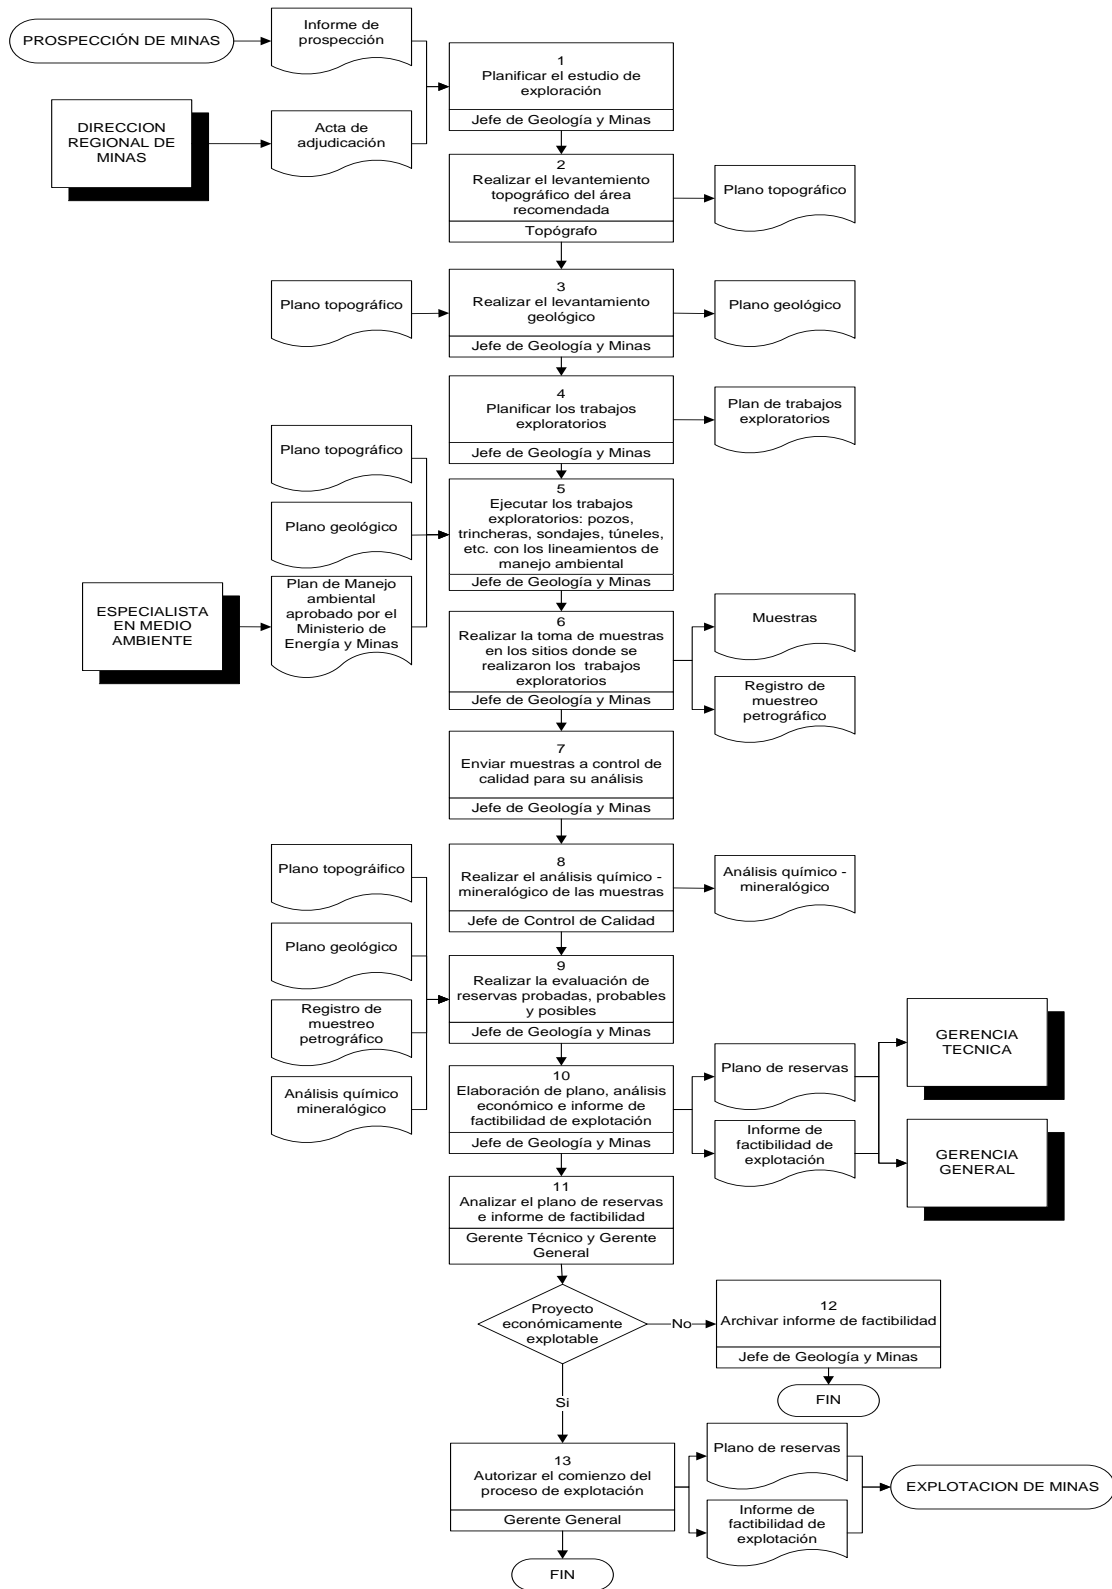 PROSPECCIÓN DE MINAS
Informe de
prospección
1
Planificar el estudio de
exploración
Jefe de Geología y Minas
DIRECCION
REGIONAL DE
MINAS
Acta de
adjudicación
2
Realizar el levantemiento
topográfico del área
recomendada
Topógrafo
Plano topográfico
Plano topográfico
3
Realizar el levantamiento
geológico
Jefe de Geología y Minas
Plano geológico
4
Planificar los trabajos
exploratorios
Jefe de Geología y Minas
Plan de trabajos
exploratorios
Plano topográfico
Plano geológico
5
Ejecutar los trabajos
exploratorios: pozos,
trincheras, sondajes, túneles,
etc. con los lineamientos de
manejo ambiental
Jefe de Geología y Minas
ESPECIALISTA
EN MEDIO
AMBIENTE
Plan de Manejo
ambiental
aprobado por el
Ministerio de
Energía y Minas
6
Realizar la toma de muestras
en los sitios donde se
realizaron los trabajos
exploratorios
Jefe de Geología y Minas
Muestras
Registro de
muestreo
petrográfico
7
Enviar muestras a control de
calidad para su análisis
Jefe de Geología y Minas
Plano topográifico
8
Realizar el análisis químico -
mineralógico de las muestras
Jefe de Control de Calidad
Análisis químico -
mineralógico
Plano geológico
Registro de
muestreo
petrográfico
Análisis químico
mineralógico
9
Realizar la evaluación de
reservas probadas, probables
y posibles
Jefe de Geología y Minas
10
Elaboración de plano, análisis
económico e informe de
factibilidad de explotación
Jefe de Geología y Minas
Plano de reservas
Informe de
factibilidad de
explotación
GERENCIA
TECNICA
GERENCIA
GENERAL
11
Analizar el plano de reservas
e informe de factibilidad
Gerente Técnico y Gerente
General
Proyecto
económicamente
explotable
No
12
Archivar informe de factibilidad
Jefe de Geología y Minas
FIN
Si
13
Autorizar el comienzo del
proceso de explotación
Gerente General
Plano de reservas
Informe de
factibilidad de
explotación
EXPLOTACION DE MINAS
FIN